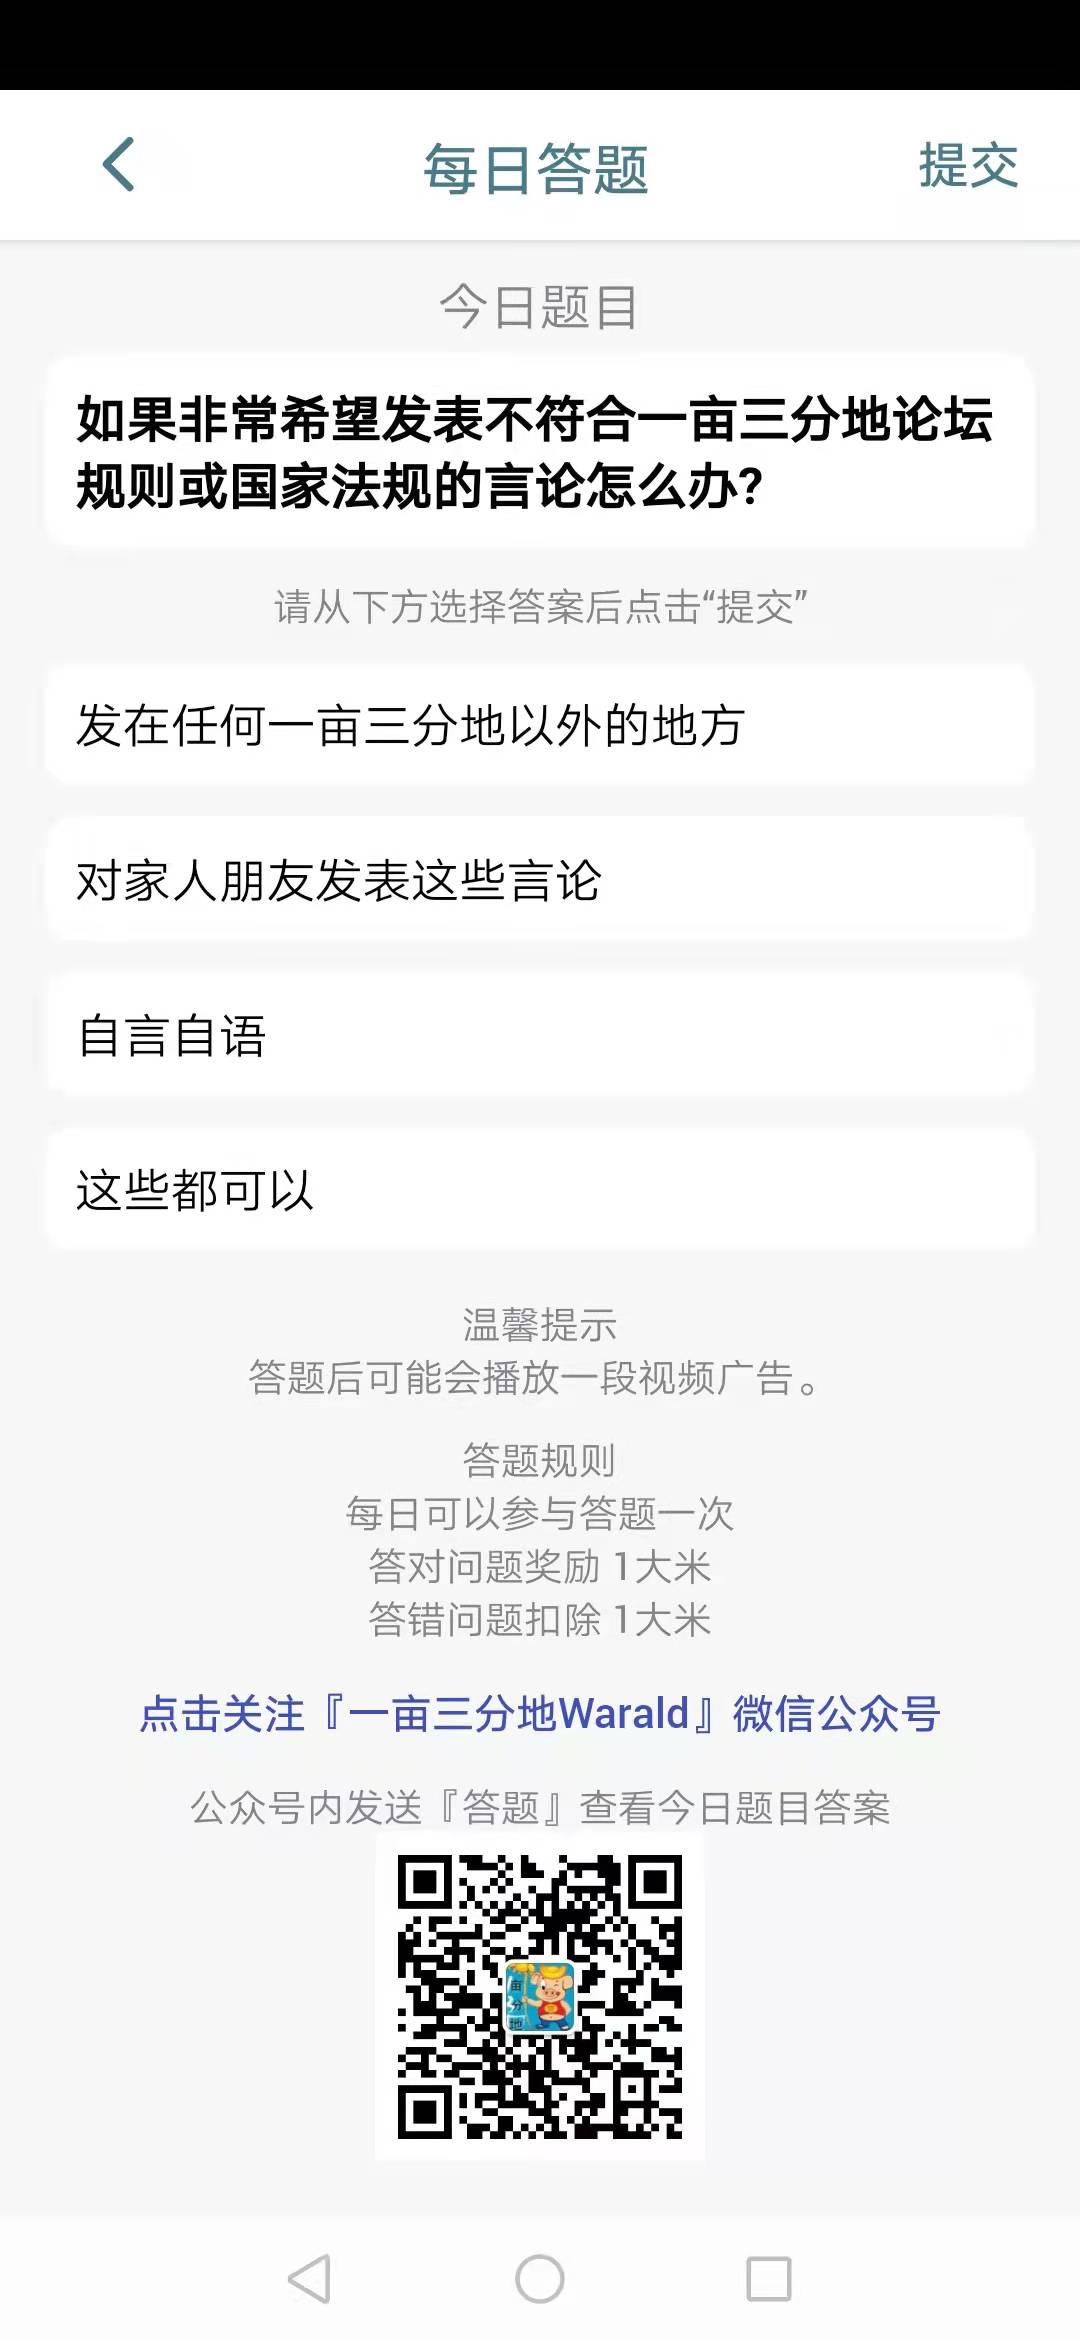 每日答题
提交
今日题目
如果非常希望发表不符合一亩三分地论坛
规则或国家法规的言论怎么办?
请从下方选择答案后点击“提交”
发在任何一亩三分地以外的地方
对家人朋友发表这些言论
自言自语
这些都可以
温馨提示
答题后可能会播放一段视频广告。
答题规则
每日可以参与答题一次
答对问题奖励 1大米
答错问题扣除 1大米
点击关注『一亩三分地Warald』微信公众号
公众号内发送『答题』查看今日题目答案